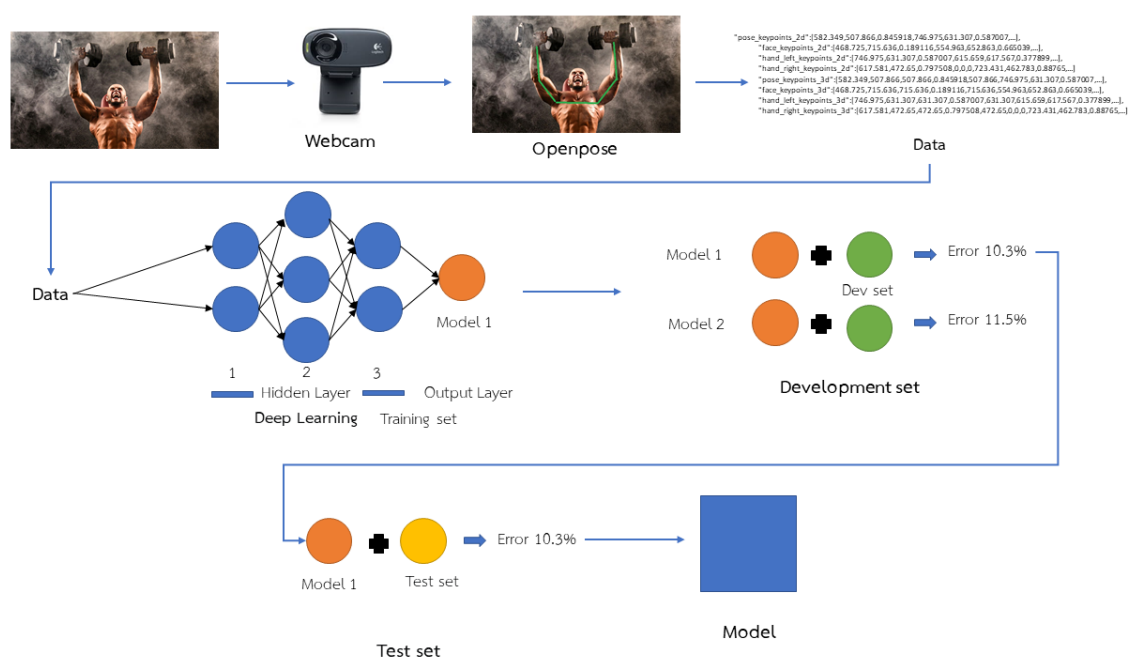 "pose_keypoints_2d":[582.349,507.866,0.845918,746.975,631.307,0.587007,...],
"face_keypoints_2d":[468.725,715.636,0.189116,554.963,652.863,0.665039,...],
"hand_left_keypoints_2d":[746.975,631.307,0.587007,615.659,617.567,0.377899,...],
"hand_right_keypoints_2d":[617.581,472.65,0.797508,0,0,0,723.431,462.783,0.88765,...]
"pose_keypoints_3d":[582.349,507.866,507.866,0.845918,507.866,746.975,631.307,0.587007,...],
"face_keypoints_3d":[468.725,715.636,715.636,0.189116,715.636,554.963,652.863,0.665039,...],
"hand_left_keypoints_3d":[746.975,631.307,631.307,0.587007,631.307,615.659,617.567,0.377899,...],
"hand_right_keypoints_3d":[617.581,472.65,472.65,0.797508,472.65,0,0,0,723.431,462.783,0.88765,...]
Webcam
Openpose
Data
Data
Model 1
1
2
3
Hidden Layer
Output Layer
Deep Learning
Training set
Model 1
Error 10.3%
Dev set
Model 2
Error 11.5%
Development set
Error 10.3%
Model 1
Test set
Test set
Model